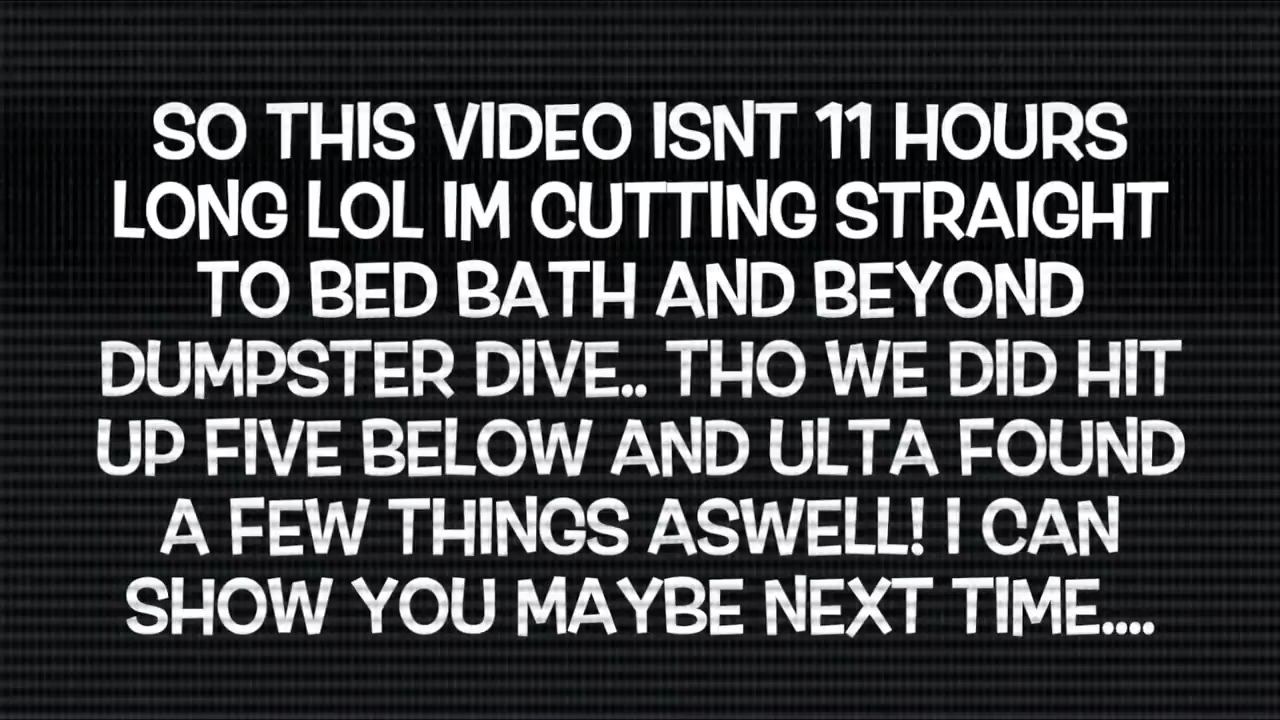 SO THIS VIDEO ISNT 11 HOURS
LONG LOL IM CUTTING STRAIGHT
TO BED BATH AND BEYOND
DUMPSTER DIVE.. THO WE DID HIT
UP FIVE BELOW AND ULTA FOUND
A FEW THINGS ASWELL! I CAN
SHOW YOU MAYBE NEXT TIME....